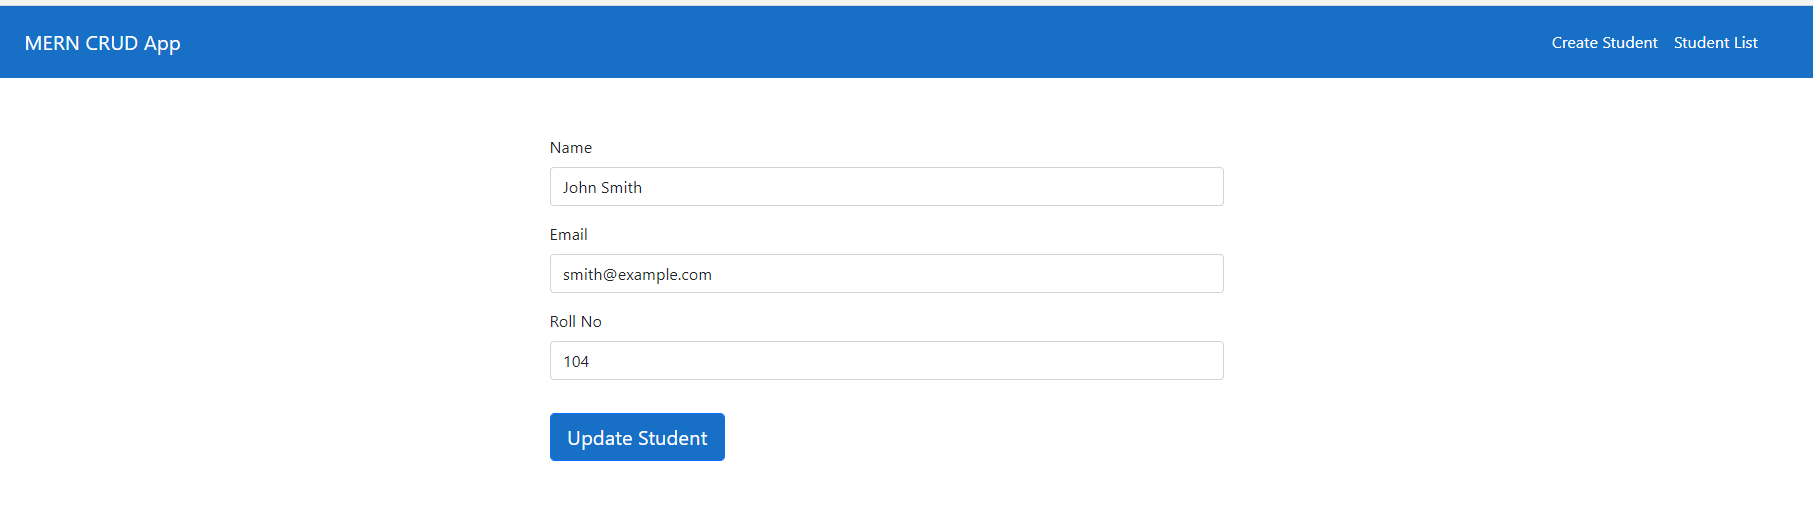 MERN CRUD App
Create Student
Student List
Name
John Smith
Email
smith@example.com
Roll No
104
Update Student